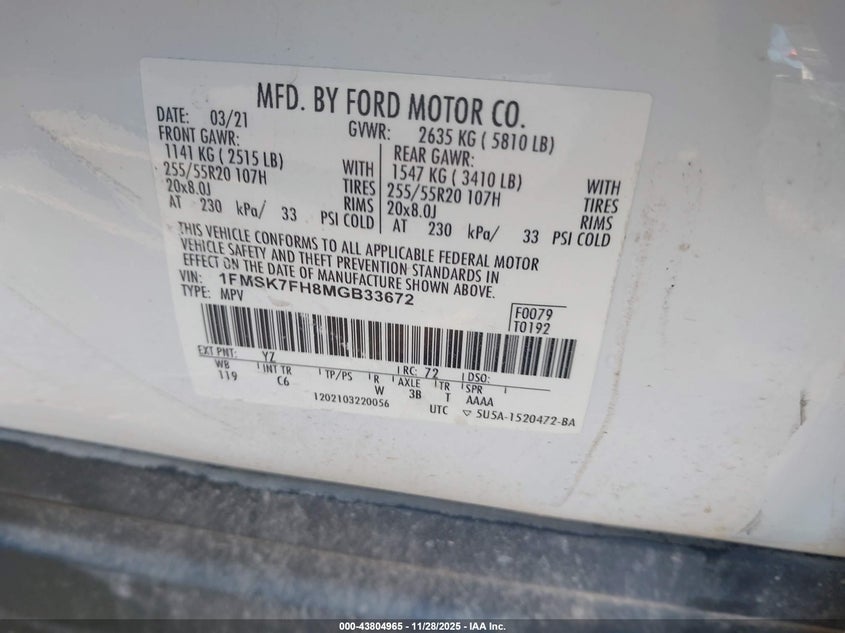 MFD. BY FORD MOTOR CO.
DATE: 03/21 GVWR: 2635 KG ( 5810 LB)
FRONT GAWR: REAR GAWR:
1141 KG ( 2515 LB) WITH 1547 KG ( 3410 LB) WITH
255/55R20 107H TIRES 255/55R20 107H TIRES
20x8.0J RIMS 20x8.0J RIMS
AT 230 kPa/ 33 PSI COLD AT 230 kPa/ 33 PSI COLD
THIS VEHICLE CONFORMS TO ALL APPLICABLE FEDERAL MOTOR
VEHICLE SAFETY AND THEFT PREVENTION STANDARDS IN
EFFECT ON THE DATE OF MANUFACTURE SHOWN ABOVE.
VIN: 1FMSK7FH8MGB33672
TYPE: MPV
F0079
T0192
EXT PNT: YZ RC: 72 DSO:
WB INT TR TP/PS R AXLE TR SPR
119 C6 W 3B T AAAA
1202103220056 UTC ▽ 5U5A-1520472-BA
000-43804965 - 11/28/2025 - IAA Inc.